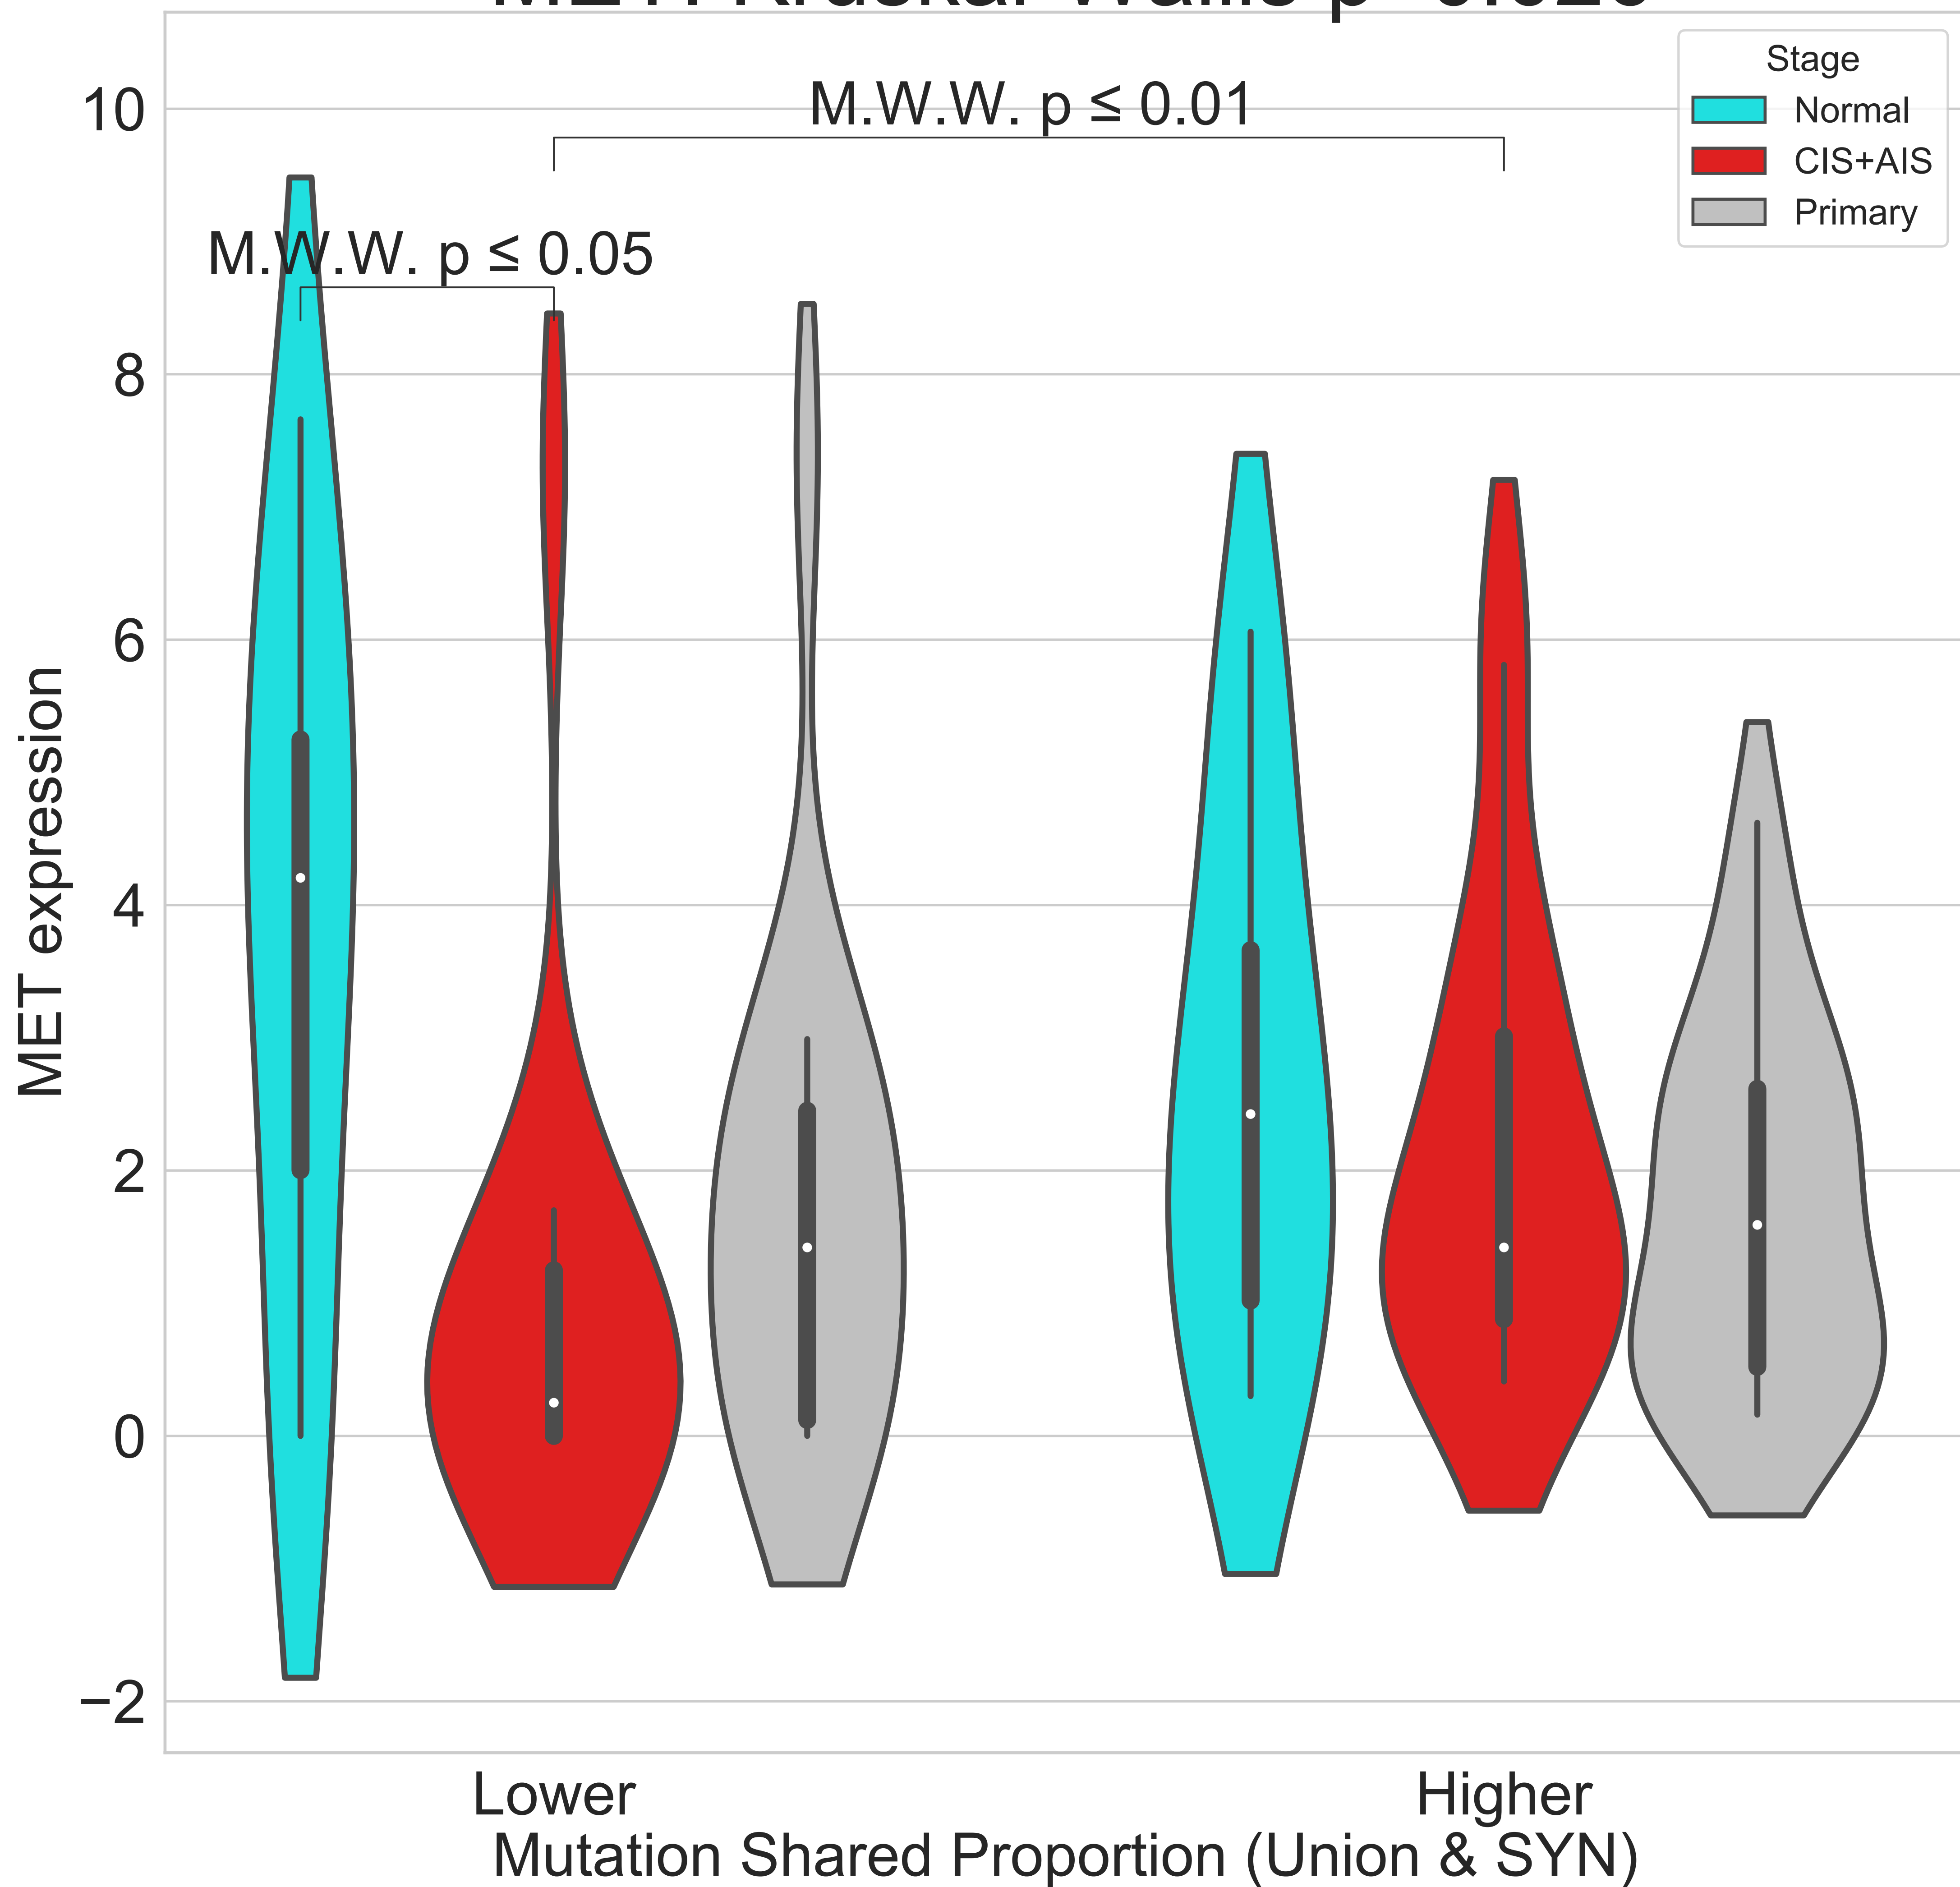 Stage
Normal
CIS+AIS
Primary
M.W.W. p ≤ 0.01
M.W.W. p ≤ 0.05
10
8
6
4
2
0
−2
MET expression
Lower
Higher
Mutation Shared Proportion (Union & SYN)